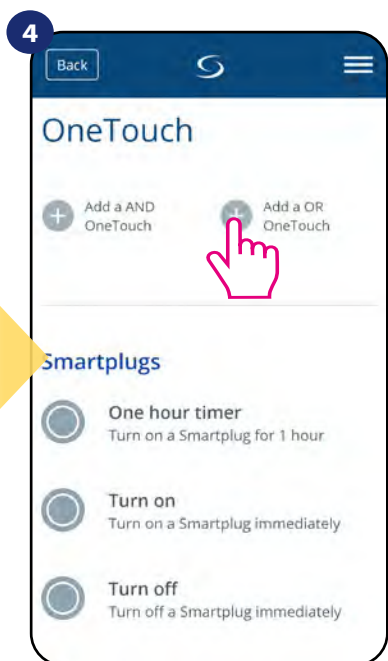 4
Back
OneTouch
Add a AND
OneTouch
Add a OR
OneTouch
Smartplugs
One hour timer
Turn on a Smartplug for 1 hour
Turn on
Turn on a Smartplug immediately
Turn off
Turn off a Smartplug immediately